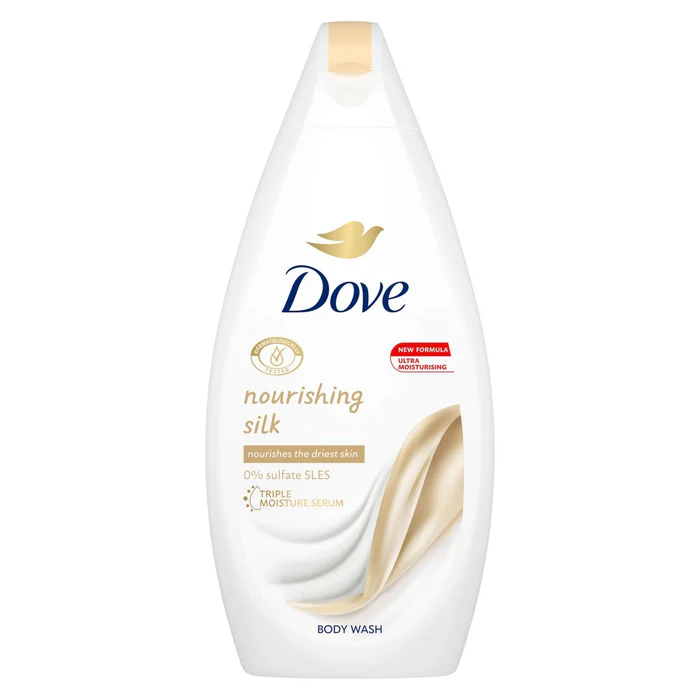 Dove
DERMATOLOGICALLY
TESTED
NEW FORMULA
ULTRA
MOISTURISING
nourishing
silk
nourishes the driest skin
0% sulfate SLES
TRIPLE
MOISTURE SERUM
BODY WASH